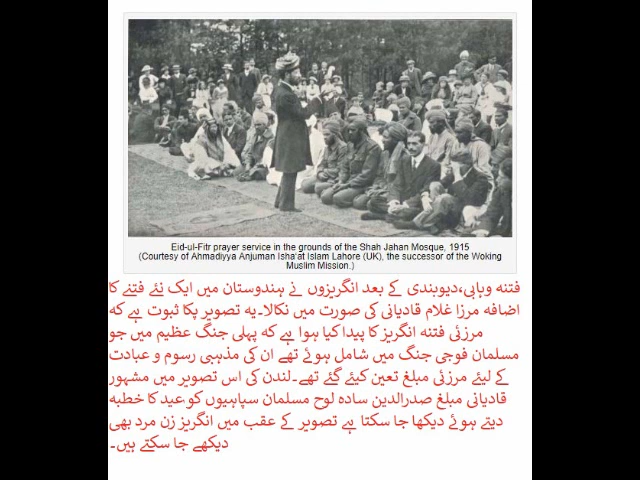 Eid-ul-Fitr prayer service in the grounds of the Shah Jahan Mosque, 1915
(Courtesy of Ahmadiyya Anjuman Isha'at Islam Lahore (UK), the successor of the Woking
Muslim Mission.)
فتنہ وہابی،دیوبندی کے بعد انگریزوں نے ہندوستان میں ایک نئے فتنے کا
اضافہ مرزا غلام قادیانی کی صورت میں نکالا۔یہ تصویر پکا ثبوت ہے کہ
مرزئی فتنہ انگریز کا پیدا کیا ہوا ہے کہ پہلی جنگ عظیم میں جو
مسلمان فوجی جنگ میں شامل ہوئے تھے ان کی مذہبی رسوم و عبادت
کے لیئے مرزئی مبلغ تعین کیئے گئے تھے۔لندن کی اس تصویر میں مشہور
قادیانی مبلغ صدرالدین سادہ لوح مسلمان سپاہیوں کو عید کا خطبہ
دیتے ہوئے دیکھا جا سکتا ہے تصویر کے عقب میں انگریز زن مرد بھی
دیکھے جا سکتے ہیں۔